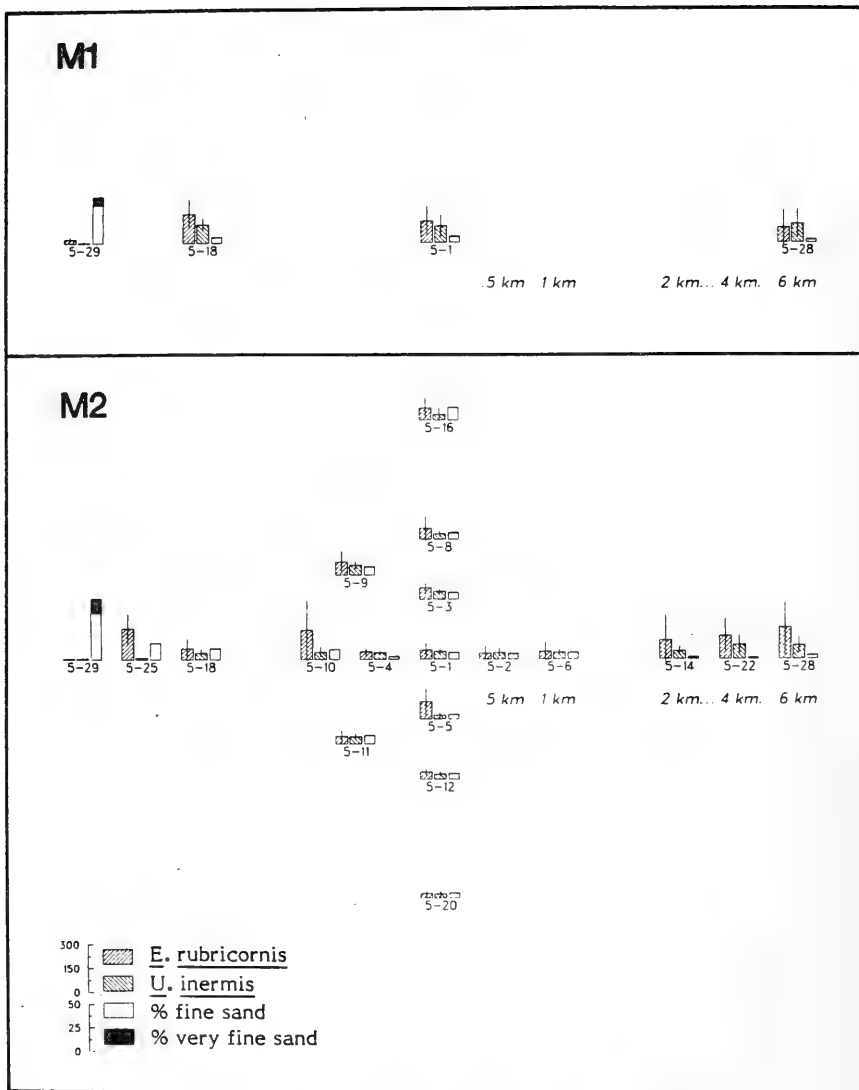 M1
5-29 5-18 5-1 5-28
.5 km 1 km 2 km... 4 km. 6 km
M2
5-16
5-8
5-9
5-3
5-29 5-25 5-18 5-10 5-4 5-1 5-2 5-6 5-14 5-22 5-28
5 km 1 km 2 km... 4 km. 6 km
5-5
5-11
5-12
5-20
300
150
0
E. rubricornis
U. inermis
50
25
0
% fine sand
% very fine sand